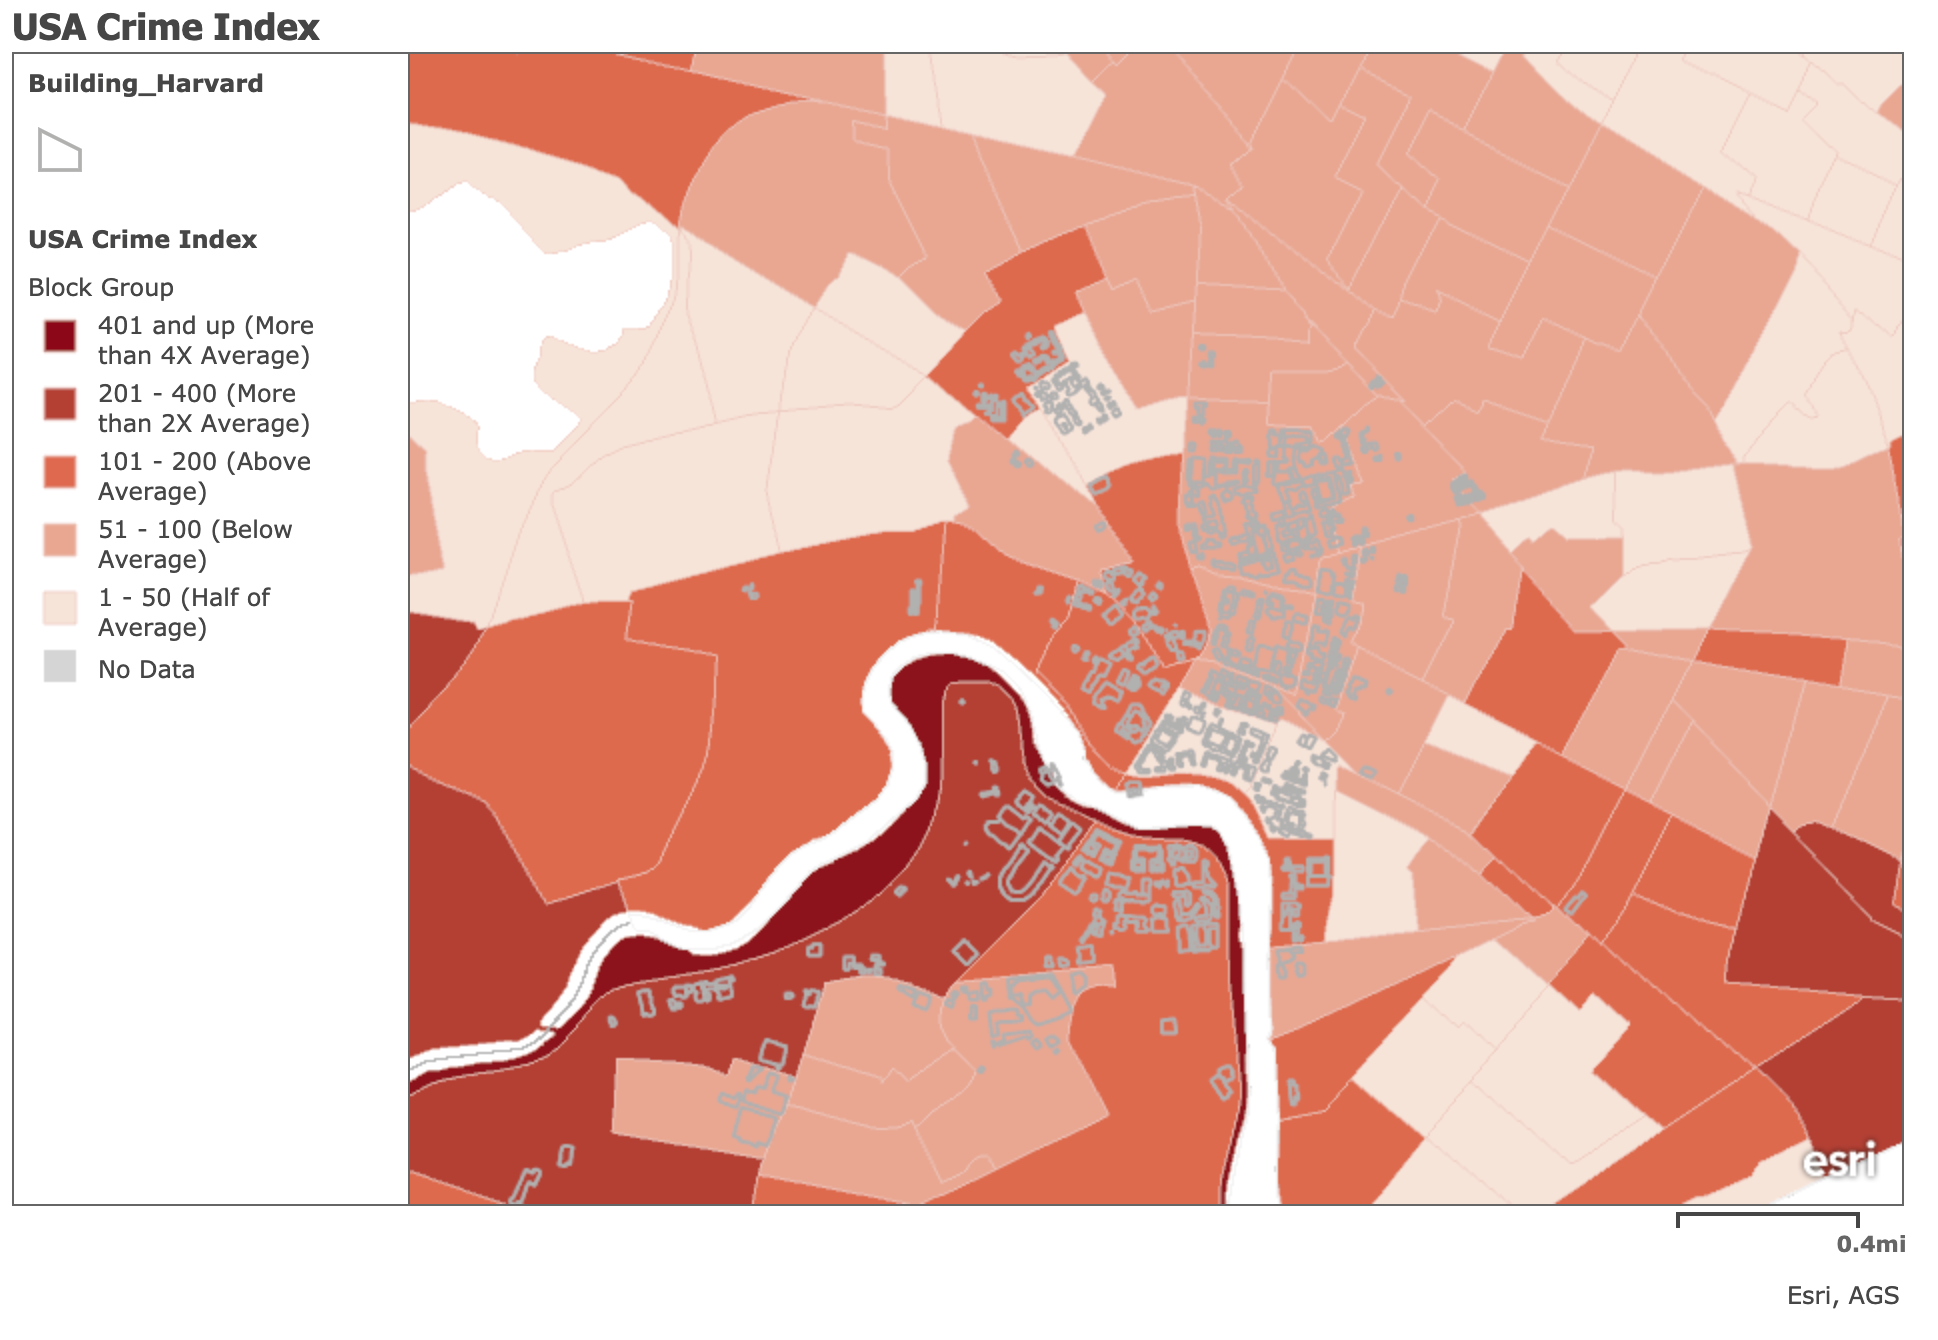 USA Crime Index
Building_Harvard
USA Crime Index
Block Group
401 and up (More
than 4X Average)
201 - 400 (More
than 2X Average)
101 - 200 (Above
Average)
51 - 100 (Below
Average)
1 - 50 (Half of
Average)
No Data
esri
0.4mi
Esri, AGS